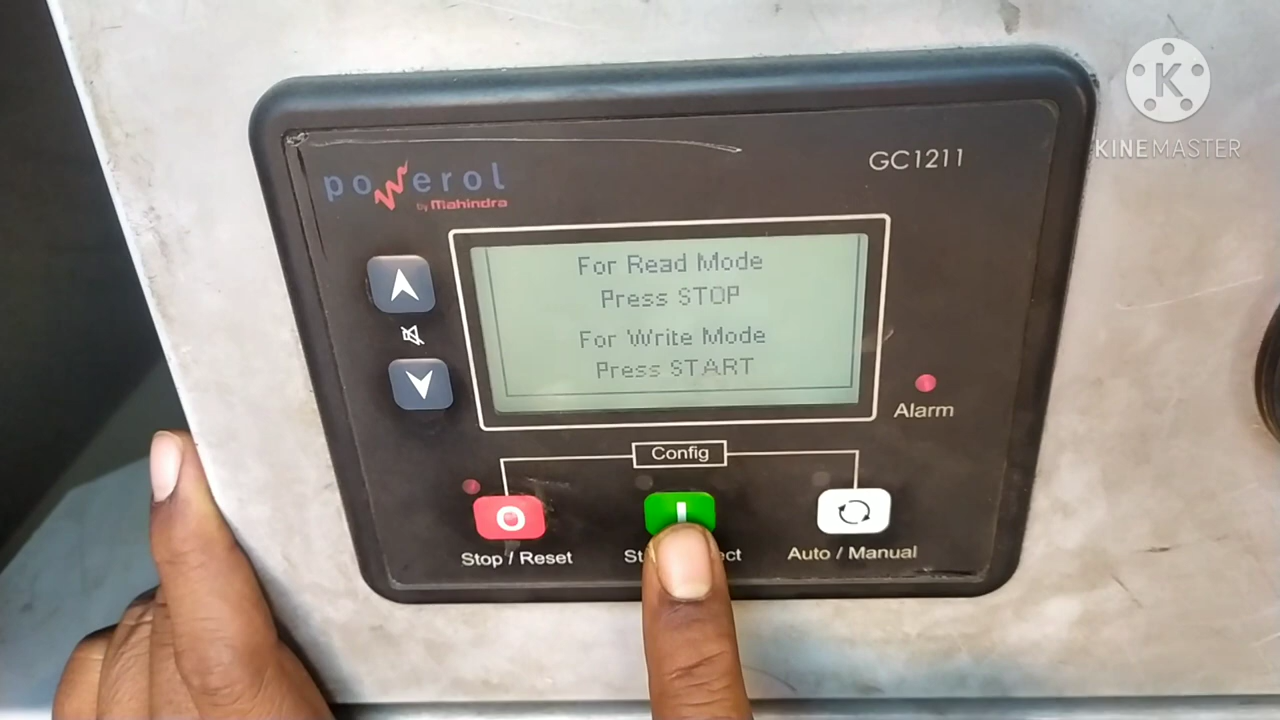 K
KINEMASTER
GC1211
powerol
by Mahindra
For Read Mode
Press STOP
For Write Mode
Press START
Alarm
Config
Stop / Reset
Auto / Manual